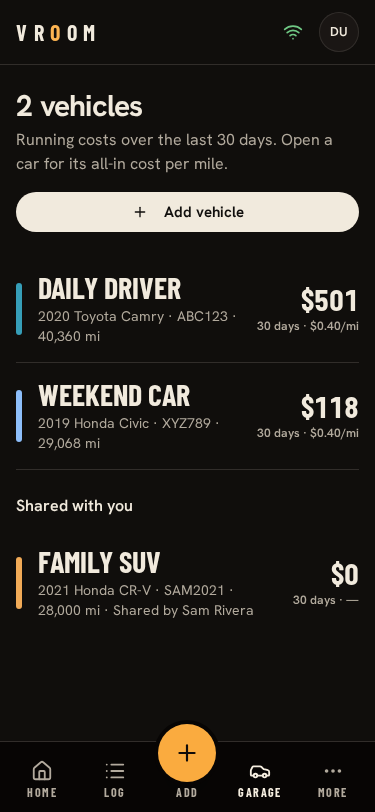 VROOM
DU
2 vehicles
Running costs over the last 30 days. Open a
car for its all-in cost per mile.
+ Add vehicle
DAILY DRIVER
2020 Toyota Camry · ABC123 ·
40,360 mi
$501
30 days · $0.40/mi
WEEKEND CAR
2019 Honda Civic · XYZ789 ·
29,068 mi
$118
30 days · $0.40/mi
Shared with you
FAMILY SUV
2021 Honda CR-V · SAM2021 ·
28,000 mi · Shared by Sam Rivera
$0
30 days · —
HOME
LOG
ADD
GARAGE
MORE